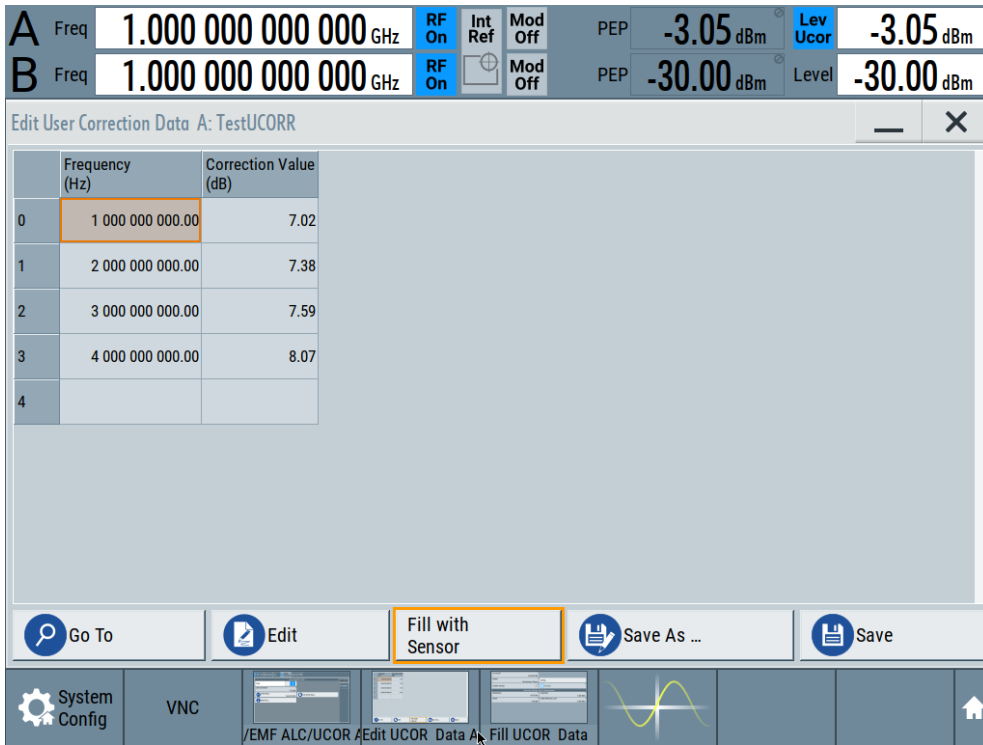 A Freq 1.000 000 000 000 GHz RF On Int Ref Mod Off PEP -3.05 dBm Lev Ucor -3.05 dBm
B Freq 1.000 000 000 000 GHz RF On Mod Off PEP -30.00 dBm Level -30.00 dBm
Edit User Correction Data A: TestUCORR
Frequency (Hz) Correction Value (dB)
0 1 000 000 000.00 7.02
1 2 000 000 000.00 7.38
2 3 000 000 000.00 7.59
3 4 000 000 000.00 8.07
4
Go To Edit Fill with Sensor Save As ... Save
System Config VNC /EMF ALC/UCOR A Edit UCOR Data A Fill UCOR Data